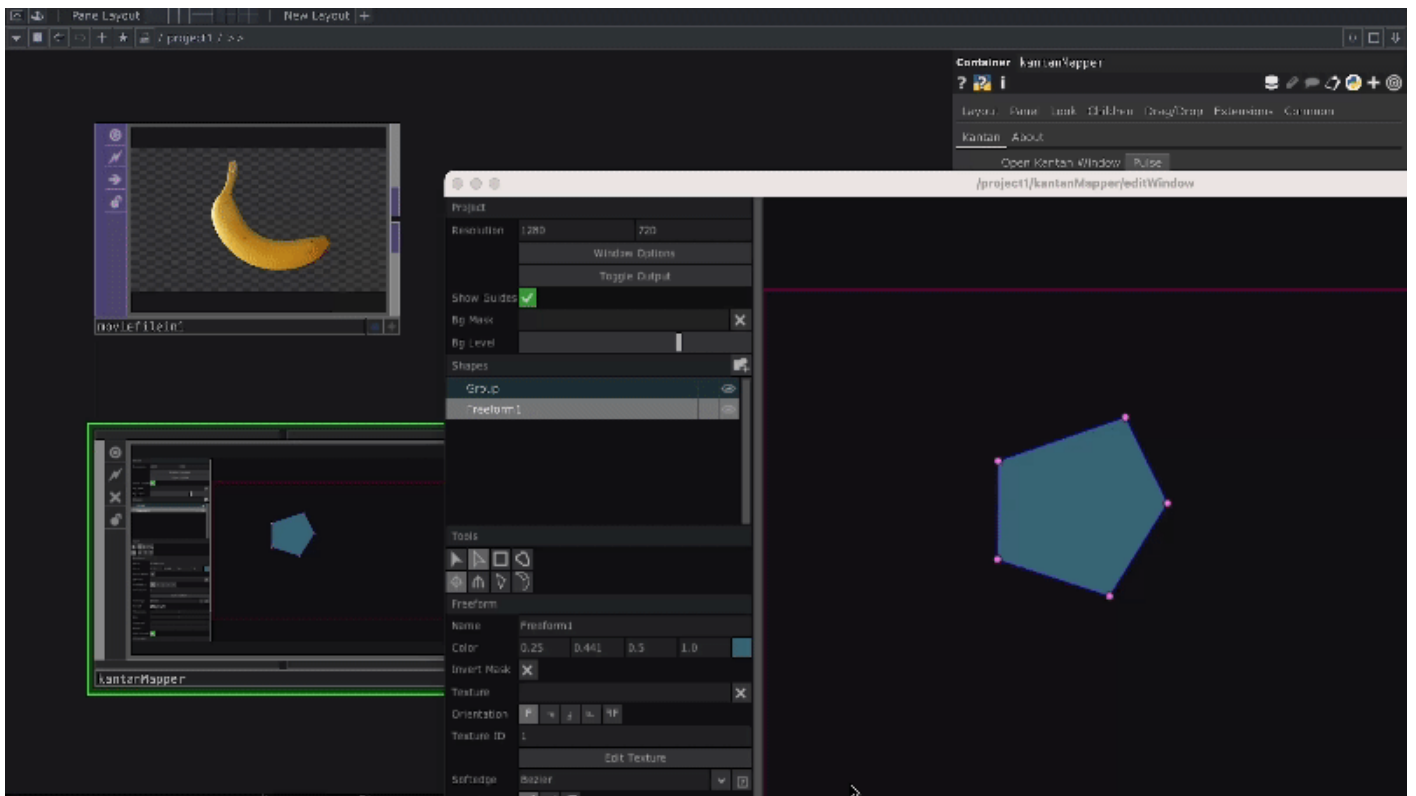 Pane Layout New Layout +
/ project1 / >>
Container kantanMapper
? ? i
Layout Panel Look Children Drag/Drop Extensions Common
Kantan About
Open Kantan Window Pulse
/project1/kantanMapper/editWindow
Project
Resolution 1280 720
Window Options
Toggle Output
Show Guides
Bg Mask
Bg Level
Shapes
Group
Freeform1
moviefilein1
Tools
Freeform
Name Freeform1
Color 0.25 0.441 0.5 1.0
Invert Mask
kantanMapper
Texture
Orientation
Texture ID 1
Edit Texture
Softedge Bezier